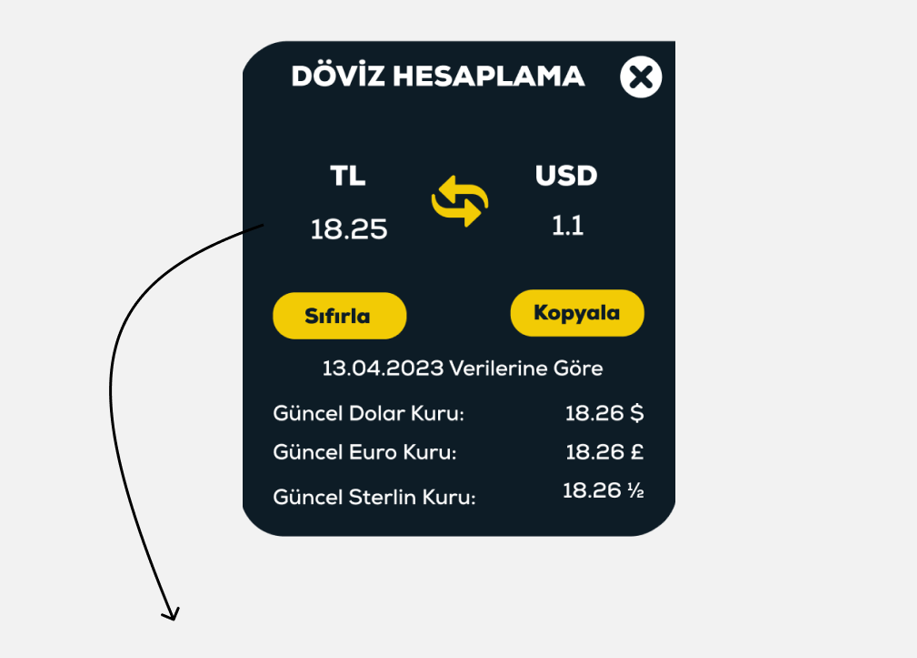 DÖVİZ HESAPLAMA
TL
USD
18.25
1.1
Sıfırla
Kopyala
13.04.2023 Verilerine Göre
Güncel Dolar Kuru: 18.26 $
Güncel Euro Kuru: 18.26 £
Güncel Sterlin Kuru: 18.26 ½